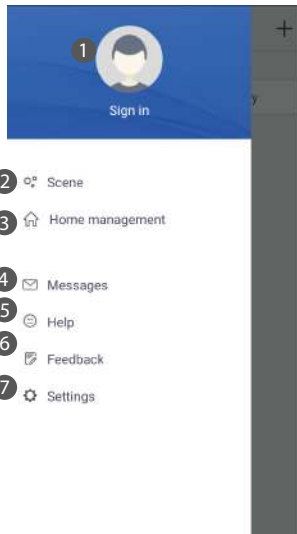 1
Sign in
y
2 Scene
3 Home management
4 Messages
5 Help
6 Feedback
7 Settings